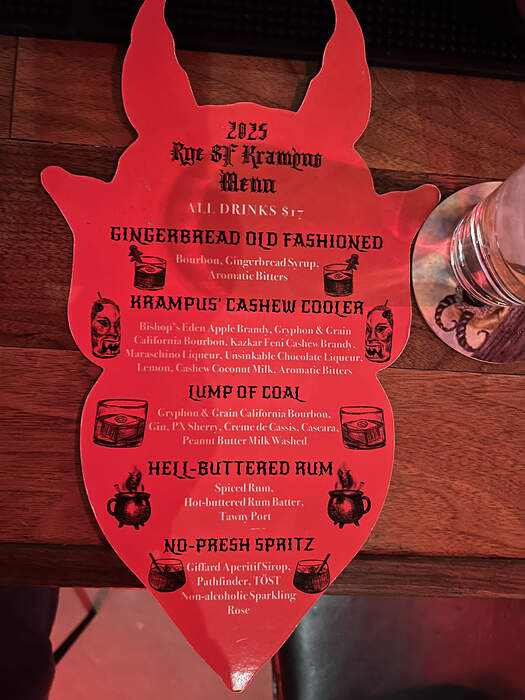 2025
Rye SF Krampus
Menu
ALL DRINKS $17
GINGERBREAD OLD FASHIONED
Bourbon, Gingerbread Syrup,
Aromatic Bitters
KRAMPUS' CASHEW COOLER
Bishop's Eden Apple Brandy, Gryphon & Grain
California Bourbon, Kazkar Feni Cashew Brandy,
Maraschino Liqueur, Unsinkable Chocolate Liqueur,
Lemon, Cashew Coconut Milk, Aromatic Bitters
LUMP OF COAL
Gryphon & Grain California Bourbon,
Gin, PX Sherry, Creme de Cassis, Cascara,
Peanut Butter Milk Washed
HELL-BUTTERED RUM
Spiced Rum,
Hot-buttered Rum Batter,
Tawny Port
NO-PRESH SPRITZ
Giffard Aperitif Sirop,
Pathfinder, TÖST
Non-alcoholic Sparkling
Rose